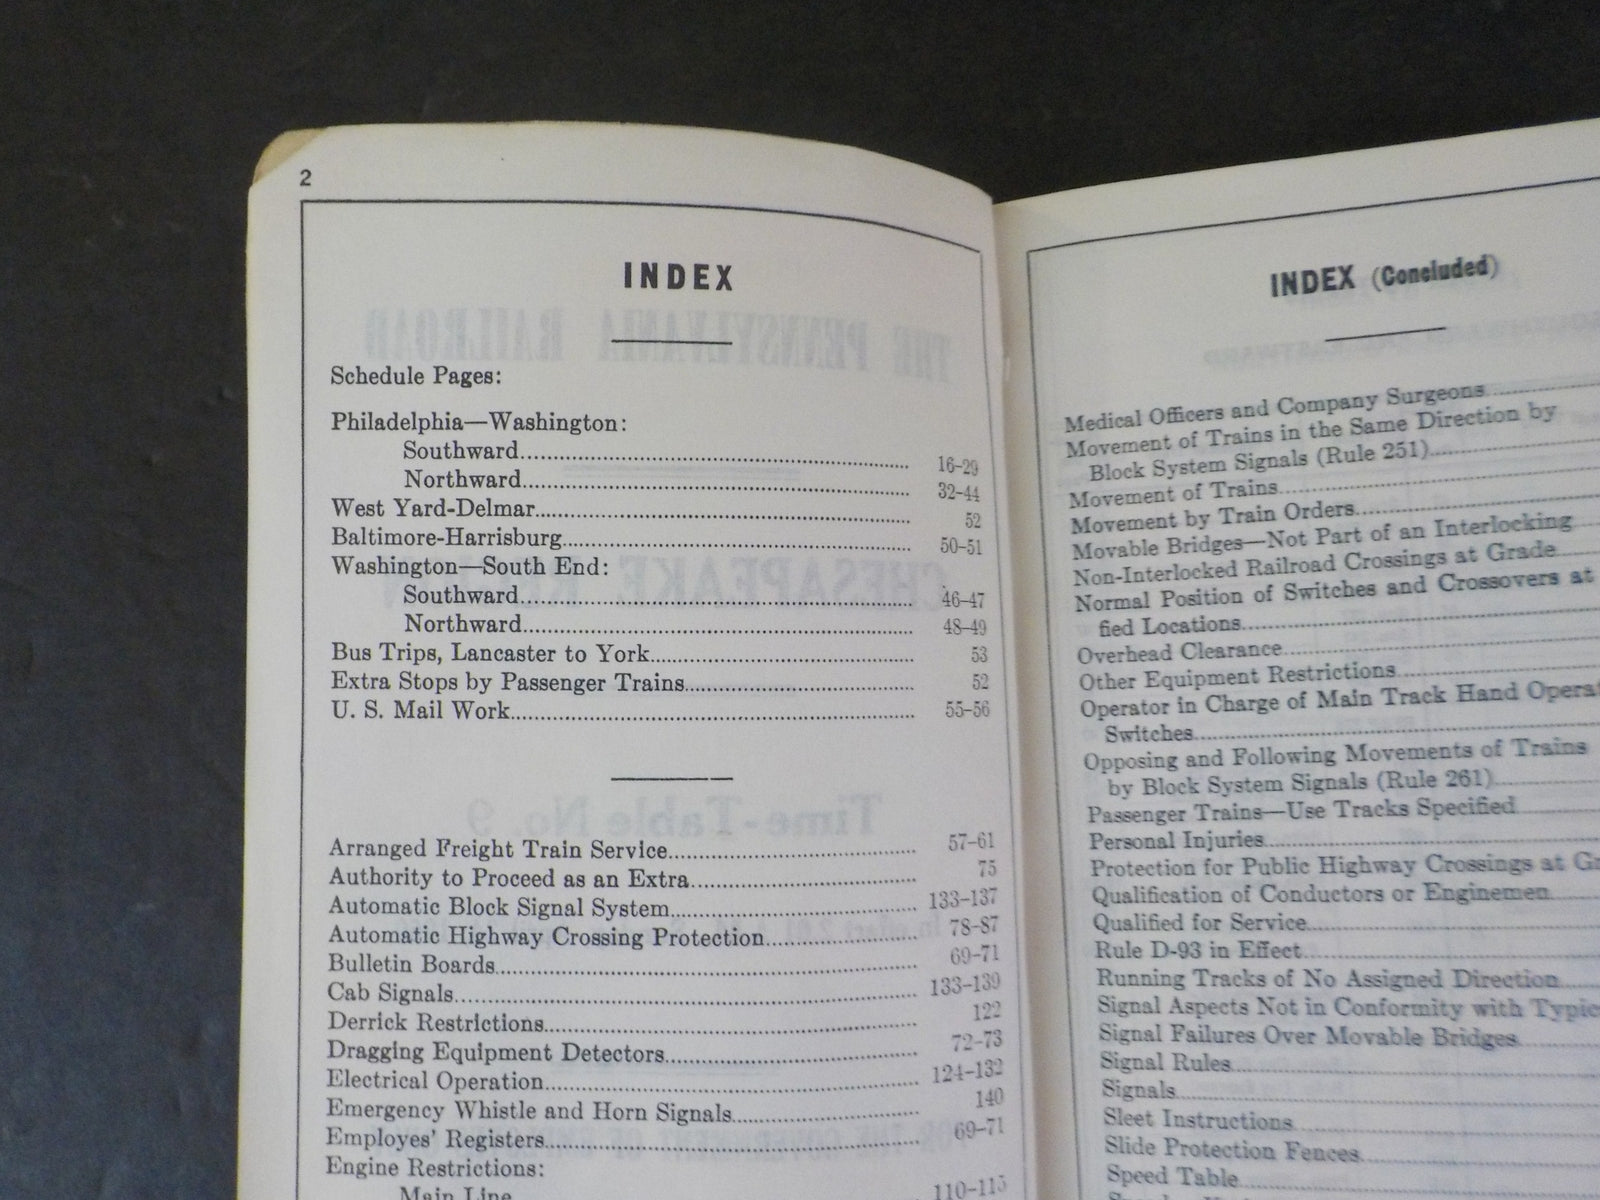 2
INDEX
Schedule Pages:
Philadelphia—Washington:
Southward.......... 16-29
Northward.......... 32-44
West Yard-Delmar.......... 52
Baltimore-Harrisburg.......... 50-51
Washington—South End:
Southward.......... 46-47
Northward.......... 48-49
Bus Trips, Lancaster to York.......... 53
Extra Stops by Passenger Trains.......... 52
U. S. Mail Work.......... 55-56
Arranged Freight Train Service.......... 57-61
Authority to Proceed as an Extra.......... 75
Automatic Block Signal System.......... 133-137
Automatic Highway Crossing Protection.......... 78-87
Bulletin Boards.......... 69-71
Cab Signals.......... 133-139
Derrick Restrictions.......... 122
Dragging Equipment Detectors.......... 72-73
Electrical Operation.......... 124-132
Emergency Whistle and Horn Signals.......... 140
Employes' Registers.......... 69-71
Engine Restrictions:
Main Line.......... 110-115
INDEX (Concluded)
Medical Officers and Company Surgeons..........
Movement of Trains in the Same Direction by
Block System Signals (Rule 251)..........
Movement of Trains..........
Movement by Train Orders..........
Movable Bridges—Not Part of an Interlocking
Non-Interlocked Railroad Crossings at Grade..........
Normal Position of Switches and Crossovers at
fied Locations..........
Overhead Clearance..........
Other Equipment Restrictions..........
Operator in Charge of Main Track Hand Operat
Switches..........
Opposing and Following Movements of Trains
by Block System Signals (Rule 261)..........
Passenger Trains—Use Tracks Specified
Personal Injuries..........
Protection for Public Highway Crossings at Gr
Qualification of Conductors or Enginemen
Qualified for Service..........
Rule D-93 in Effect..........
Running Tracks of No Assigned Direction..........
Signal Aspects Not in Conformity with Typic
Signal Failures Over Movable Bridges..........
Signal Rules..........
Signals..........
Sleet Instructions..........
Slide Protection Fences..........
Speed Table..........